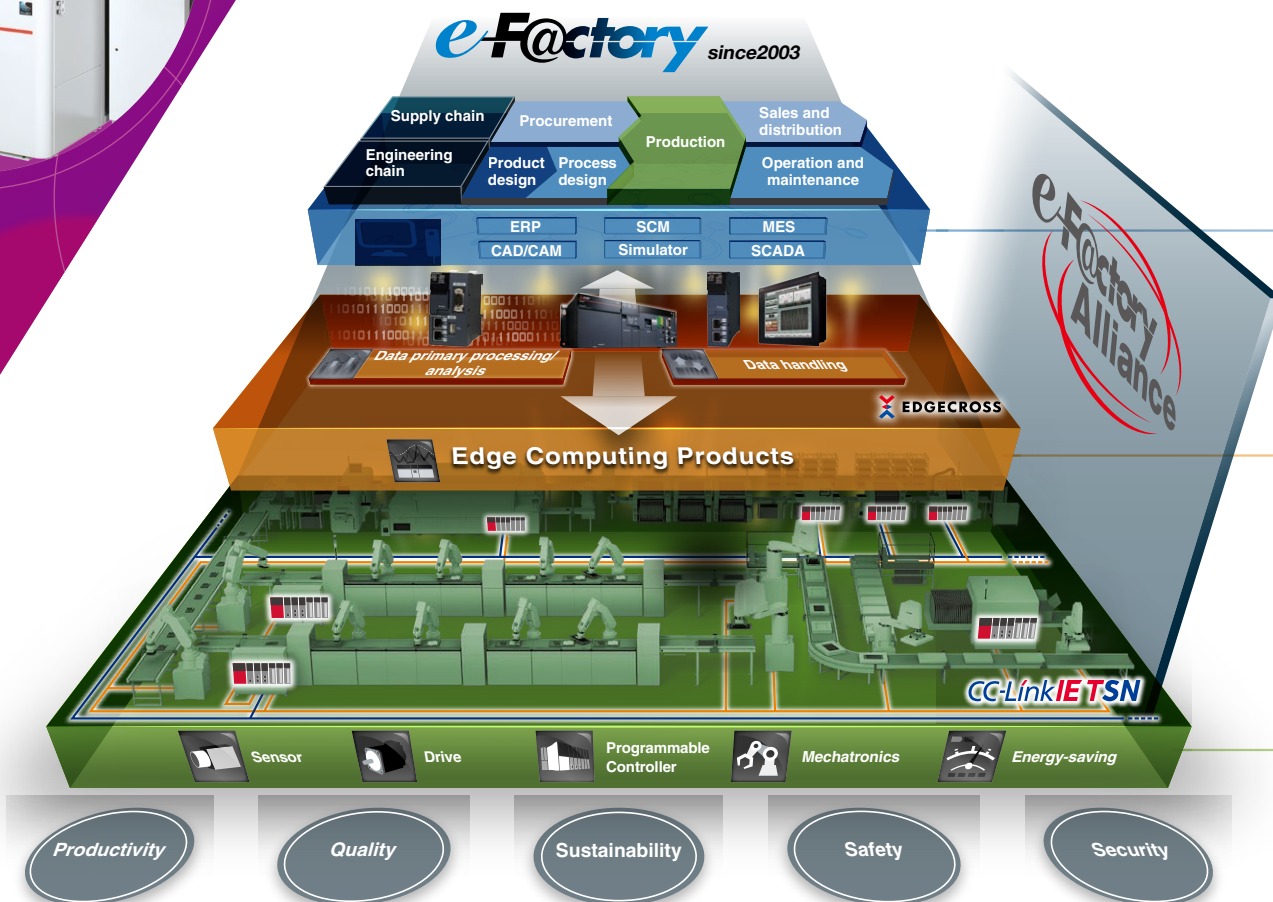 e-F@ctory since2003
Supply chain
Procurement
Production
Sales and
distribution
Engineering
chain
Product
design
Process
design
Operation and
maintenance
ERP
SCM
MES
CAD/CAM
Simulator
SCADA
e-F@ctory
Alliance
Data primary processing/
analysis
Data handling
EDGECROSS
Edge Computing Products
CC-Link IE TSN
Sensor
Drive
Programmable
Controller
Mechatronics
Energy-saving
Productivity
Quality
Sustainability
Safety
Security